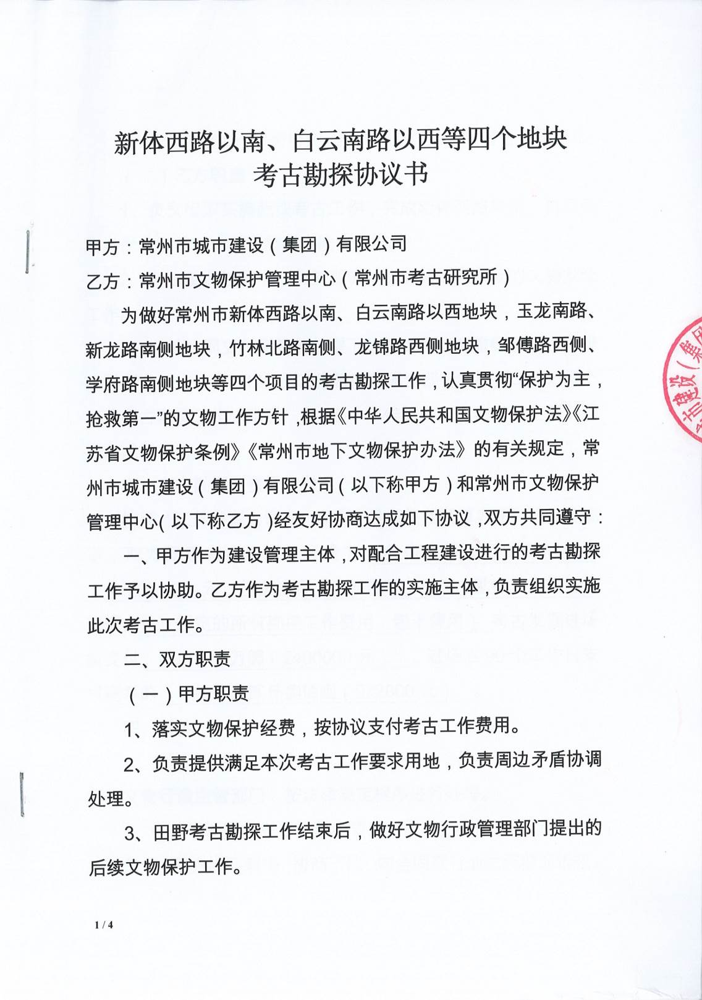 新体西路以南、白云南路以西等四个地块
考古勘探协议书
甲方：常州市城市建设（集团）有限公司
乙方：常州市文物保护管理中心（常州市考古研究所）
为做好常州市新体西路以南、白云南路以西地块，玉龙南路、
新龙路南侧地块，竹林北路南侧、龙锦路西侧地块，邹傅路西侧、
学府路南侧地块等四个项目的考古勘探工作，认真贯彻“保护为主，
抢救第一”的文物工作方针，根据《中华人民共和国文物保护法》《江
苏省文物保护条例》《常州市地下文物保护办法》的有关规定，常
州市城市建设（集团）有限公司（以下称甲方）和常州市文物保护
管理中心（以下称乙方）经友好协商达成如下协议，双方共同遵守：
一、甲方作为建设管理主体，对配合工程建设进行的考古勘探
工作予以协助。乙方作为考古勘探工作的实施主体，负责组织实施
此次考古工作。
二、双方职责
（一）甲方职责
1、落实文物保护经费，按协议支付考古工作费用。
2、负责提供满足本次考古工作要求用地，负责周边矛盾协调
处理。
3、田野考古勘探工作结束后，做好文物行政管理部门提出的
后续文物保护工作。
1 / 4
建设（集